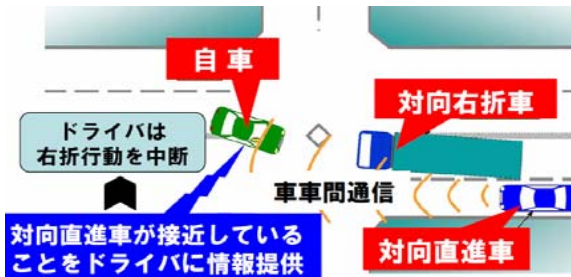 自車
対向右折車
ドライバは
右折行動を中断
車車間通信
対向直進車が接近している
ことをドライバに情報提供
対向直進車